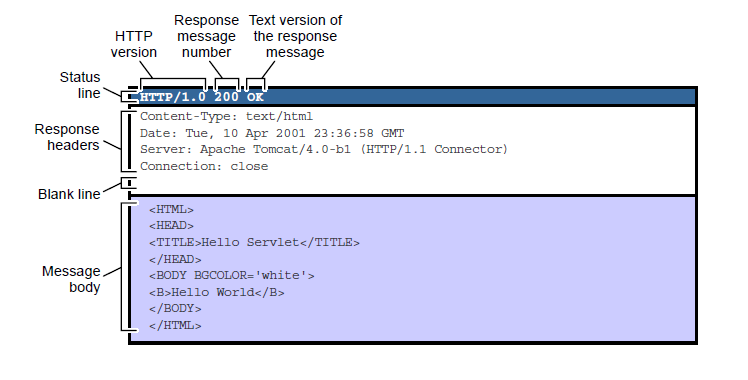 HTTP
version
Response
message
number
Text version of
the response
message
Status
line
HTTP/1.0 200 OK
Response
headers
Content-Type: text/html
Date: Tue, 10 Apr 2001 23:36:58 GMT
Server: Apache Tomcat/4.0-b1 (HTTP/1.1 Connector)
Connection: close
Blank line
Message
body
<HTML>
<HEAD>
<TITLE>Hello Servlet</TITLE>
</HEAD>
<BODY BGCOLOR='white'>
<B>Hello World</B>
</BODY>
</HTML>